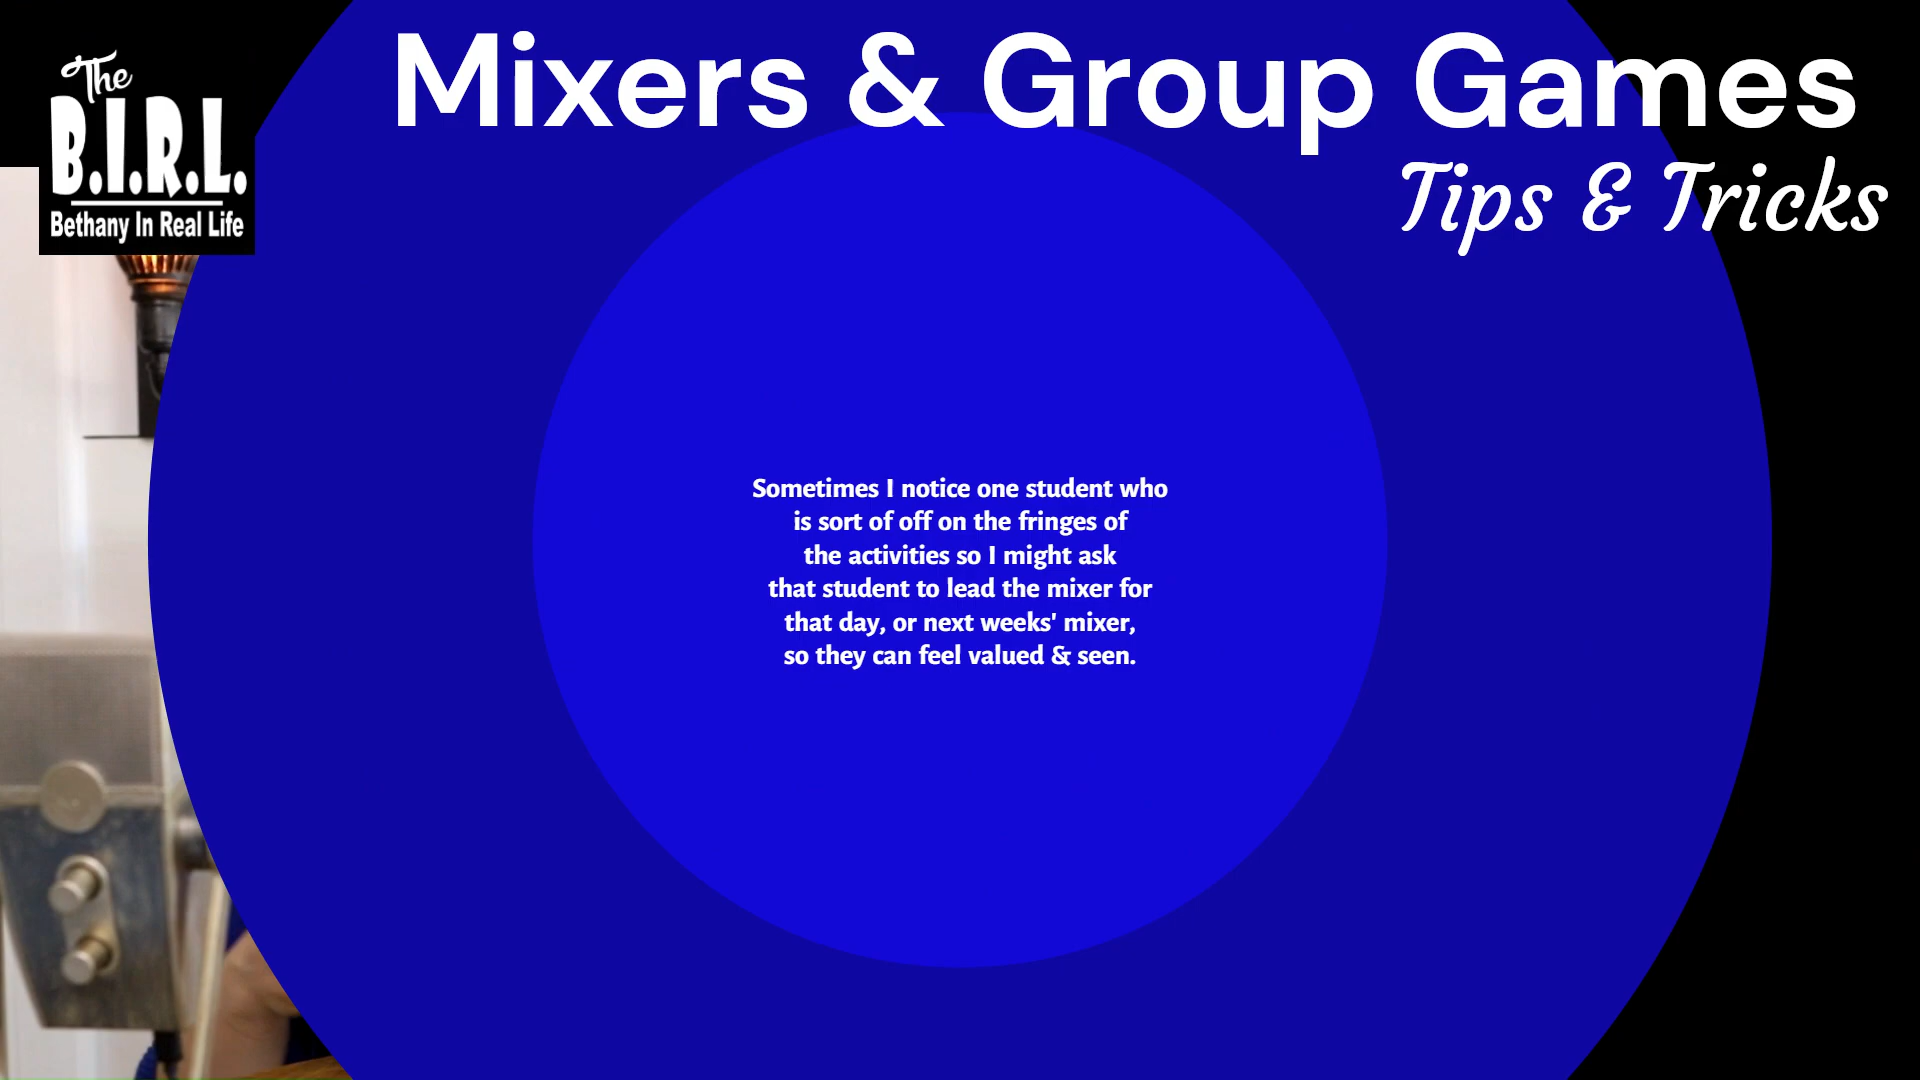 The
B.I.R.L.
Bethany In Real Life
Mixers & Group Games
Tips & Tricks
Sometimes I notice one student who
is sort of off on the fringes of
the activities so I might ask
that student to lead the mixer for
that day, or next weeks' mixer,
so they can feel valued & seen.